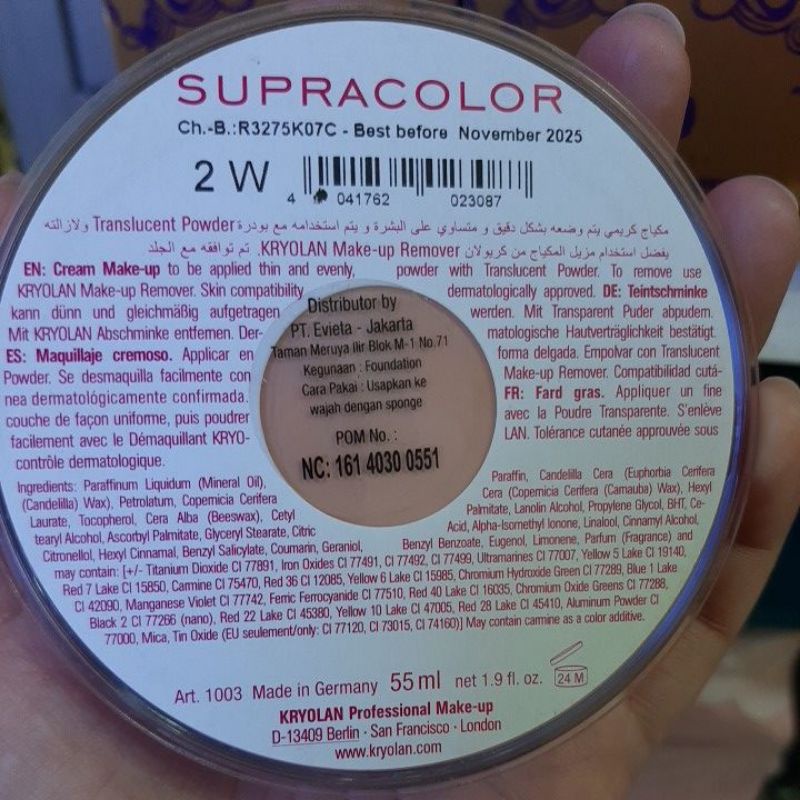 SUPRACOLOR
Ch.-B.:R3275K07C - Best before November 2025
2 W
4 041762 023087
مكياج كريمي يتم وضعه بشكل دقيق و متساوي على البشرة و يتم استخدامه مع بودرة Translucent Powder ولازالته
يفضل استخدام مزيل المكياج من كريولان KRYOLAN Make-up Remover. تم توافقه مع الجلد
EN: Cream Make-up to be applied thin and evenly, powder with Translucent Powder. To remove use
KRYOLAN Make-up Remover. Skin compatibility dermatologically approved. DE: Teintschminke
kann dünn und gleichmäßig aufgetragen werden. Mit Transparent Puder abpudern.
Mit KRYOLAN Abschminke entfernen. Der- matologische Hautverträglichkeit bestätigt.
ES: Maquillaje cremoso. Applicar en forma delgada. Empolvar con Translucent
Powder. Se desmaquilla facilmente con Make-up Remover. Compatibilidad cutá-
nea dermatológicamente confirmada. FR: Fard gras. Appliquer un fine
couche de façon uniforme, puis poudrer avec la Poudre Transparente. S'enlève
facilement avec le Démaquillant KRYO- LAN. Tolérance cutanée approuvée sous
contrôle dermatologique.
Distributor by
PT. Evieta - Jakarta
Taman Meruya Ilir Blok M-1 No.71
Kegunaan : Foundation
Cara Pakai : Usapkan ke
wajah dengan sponge
POM No. :
NC: 161 4030 0551
Ingredients: Paraffinum Liquidum (Mineral Oil), Paraffin, Candelilla Cera (Euphorbia Cerifera
(Candelilla) Wax), Petrolatum, Copernicia Cerifera Cera (Copernicia Cerifera (Carnauba) Wax), Hexyl
Laurate, Tocopherol, Cera Alba (Beeswax), Cetyl Palmitate, Lanolin Alcohol, Propylene Glycol, BHT, Ce-
tearyl Alcohol, Ascorbyl Palmitate, Glyceryl Stearate, Citric Acid, Alpha-Isomethyl Ionone, Linalool, Cinnamyl Alcohol,
Citronellol, Hexyl Cinnamal, Benzyl Salicylate, Coumarin, Geraniol, Benzyl Benzoate, Eugenol, Limonene, Parfum (Fragrance) and
may contain: [+/- Titanium Dioxide CI 77891, Iron Oxides CI 77491, CI 77492, CI 77499, Ultramarines CI 77007, Yellow 5 Lake CI 19140,
Red 7 Lake CI 15850, Carmine CI 75470, Red 36 CI 12085, Yellow 6 Lake CI 15985, Chromium Hydroxide Green CI 77289, Blue 1 Lake
CI 42090, Manganese Violet CI 77742, Ferric Ferrocyanide CI 77510, Red 40 Lake CI 16035, Chromium Oxide Greens CI 77288,
Black 2 CI 77266 (nano), Red 22 Lake CI 45380, Yellow 10 Lake CI 47005, Red 28 Lake CI 45410, Aluminum Powder CI
77000, Mica, Tin Oxide (EU seulement/only: CI 77120, CI 73015, CI 74160)] May contain carmine as a color additive.
Art. 1003 Made in Germany 55 ml net 1.9 fl. oz. 24 M
KRYOLAN Professional Make-up
D-13409 Berlin · San Francisco · London
www.kryolan.com